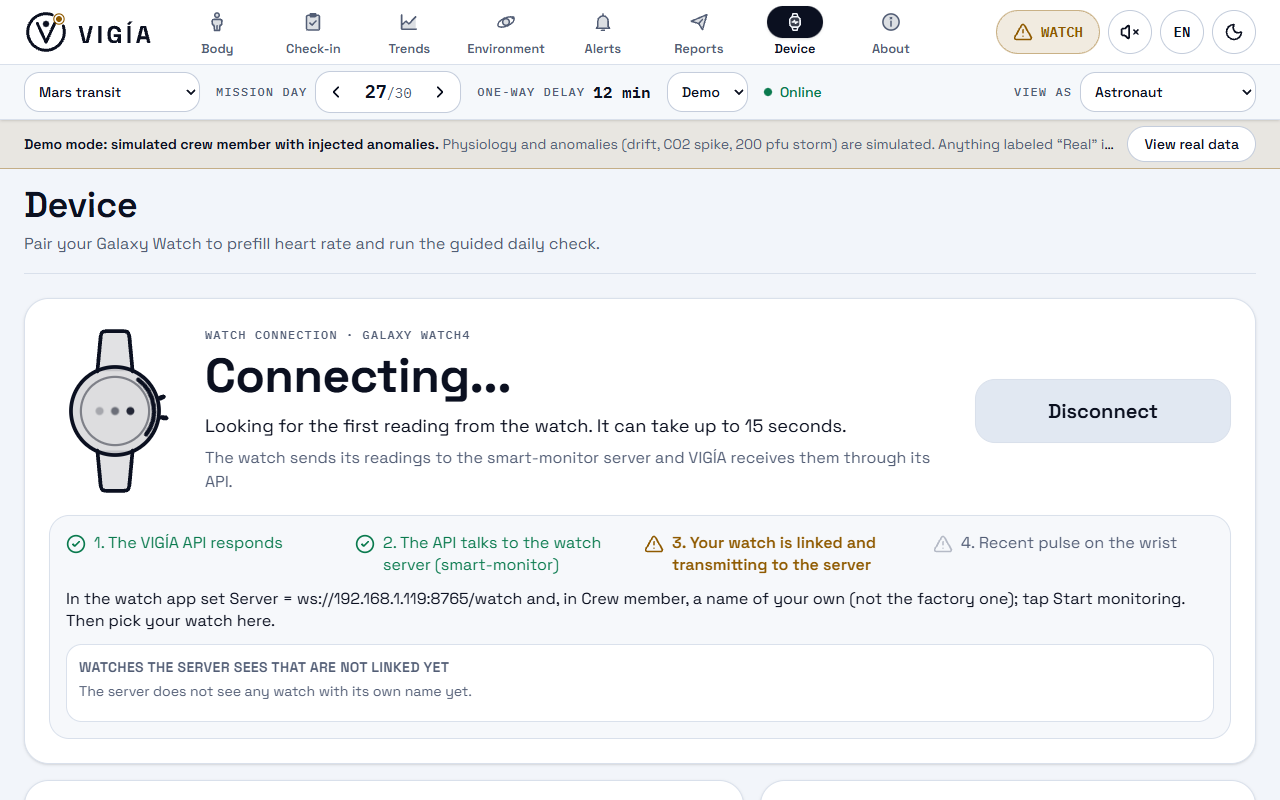 VIGÍA
Body
Check-in
Trends
Environment
Alerts
Reports
Device
About
WATCH
EN
Mars transit
MISSION DAY
27/30
ONE-WAY DELAY 12 min
Demo
Online
VIEW AS
Astronaut
Demo mode: simulated crew member with injected anomalies. Physiology and anomalies (drift, CO2 spike, 200 pfu storm) are simulated. Anything labeled “Real” i...
View real data
Device
Pair your Galaxy Watch to prefill heart rate and run the guided daily check.
WATCH CONNECTION · GALAXY WATCH4
Connecting...
Looking for the first reading from the watch. It can take up to 15 seconds.
The watch sends its readings to the smart-monitor server and VIGÍA receives them through its
API.
Disconnect
1. The VIGÍA API responds
2. The API talks to the watch
server (smart-monitor)
3. Your watch is linked and
transmitting to the server
4. Recent pulse on the wrist
In the watch app set Server = ws://192.168.1.119:8765/watch and, in Crew member, a name of your own (not the factory one); tap Start monitoring.
Then pick your watch here.
WATCHES THE SERVER SEES THAT ARE NOT LINKED YET
The server does not see any watch with its own name yet.